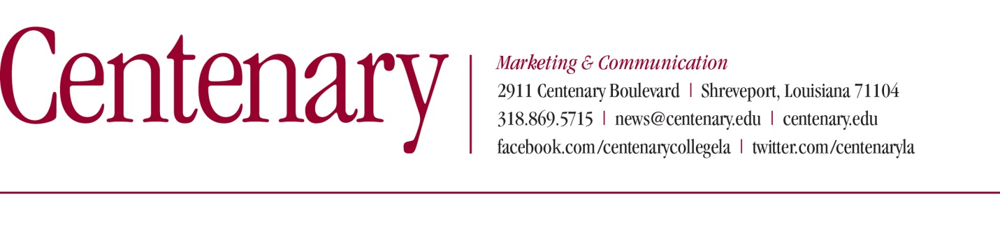 Centenary
Marketing & Communication
2911 Centenary Boulevard | Shreveport, Louisiana 71104
318.869.5715 | news@centenary.edu | centenary.edu
facebook.com/centenarycollegela | twitter.com/centenaryla